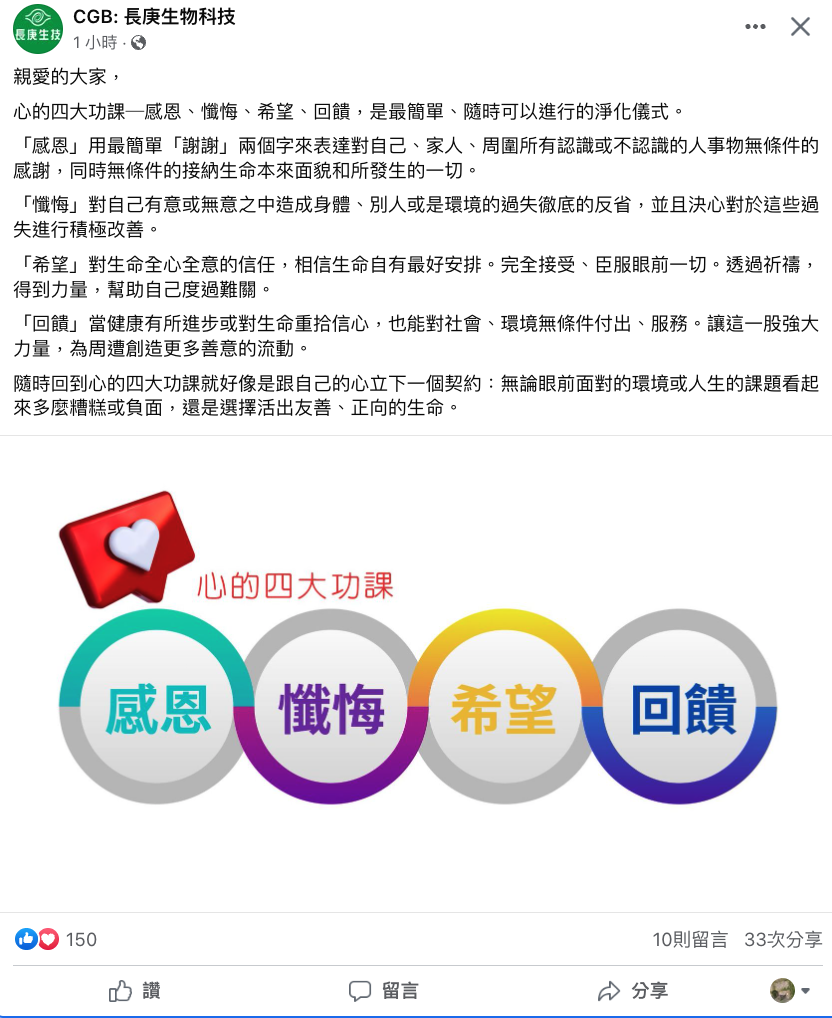 長庚生技
CGB: 長庚生物科技
1 小時 ·
親愛的大家，
心的四大功課—感恩、懺悔、希望、回饋，是最簡單、隨時可以進行的淨化儀式。
「感恩」用最簡單「謝謝」兩個字來表達對自己、家人、周圍所有認識或不認識的人事物無條件的
感謝，同時無條件的接納生命本來面貌和所發生的一切。
「懺悔」對自己有意或無意之中造成身體、別人或是環境的過失徹底的反省，並且決心對於這些過
失進行積極改善。
「希望」對生命全心全意的信任，相信生命自有最好安排。完全接受、臣服眼前一切。透過祈禱，
得到力量，幫助自己度過難關。
「回饋」當健康有所進步或對生命重拾信心，也能對社會、環境無條件付出、服務。讓這一股強大
力量，為周遭創造更多善意的流動。
隨時回到心的四大功課就好像是跟自己的心立下一個契約：無論眼前面對的環境或人生的課題看起
來多麼糟糕或負面，還是選擇活出友善、正向的生命。
心的四大功課
感恩 懺悔 希望 回饋
150 10則留言 33次分享
讚 留言 分享